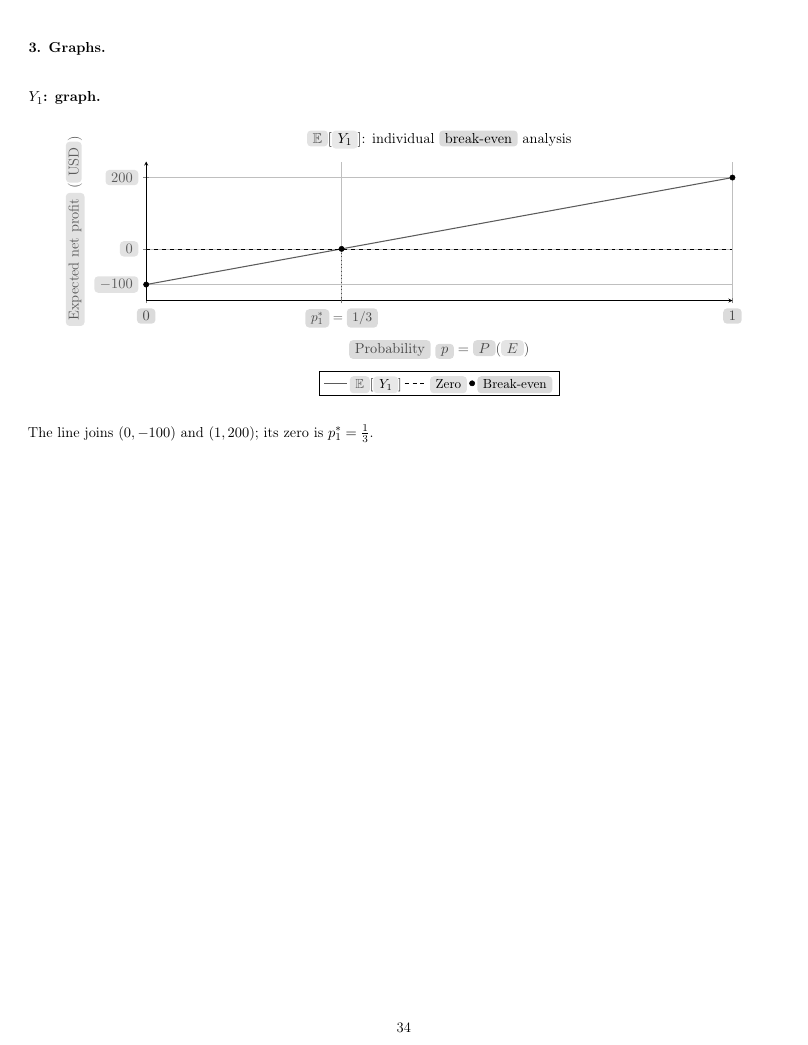 3. Graphs.
Y₁: graph.
𝔼[Y₁]: individual break-even analysis
Expected net profit (USD)
200
0
−100
0
p₁* = 1/3
1
Probability p = P(E)
𝔼[Y₁] Zero Break-even
The line joins (0, −100) and (1, 200); its zero is p₁* = 1/3.
34